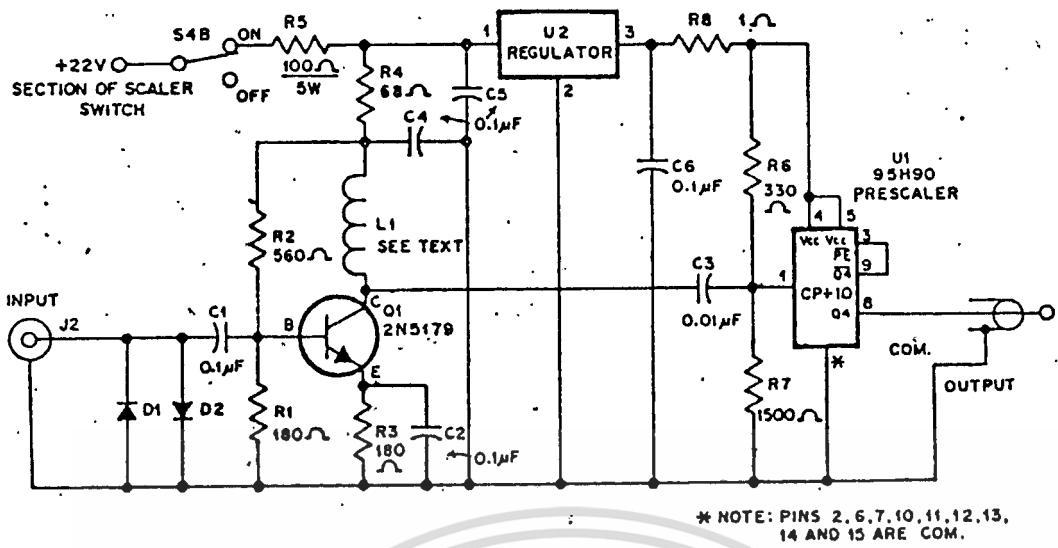 S4B
ON
+22V
OFF
SECTION OF SCALER
SWITCH
R5
100Ω
5W
R4
68Ω
C5
0.1µF
C4
1
U2
REGULATOR
3
2
R8
1Ω
C6
0.1µF
R6
330
Ω
U1
95H90
PRESCALER
4
5
VCC VCC
3
PE
9
Q4
1
CP÷10
8
Q4
*
R2
560Ω
L1
SEE TEXT
C3
0.01µF
INPUT
J2
C1
0.1µF
B
C
Q1
2N5179
E
D1
D2
R1
180Ω
R3
180
Ω
C2
0.1µF
R7
1500Ω
COM.
OUTPUT
* NOTE: PINS 2,6,7,10,11,12,13,
14 AND 15 ARE COM.